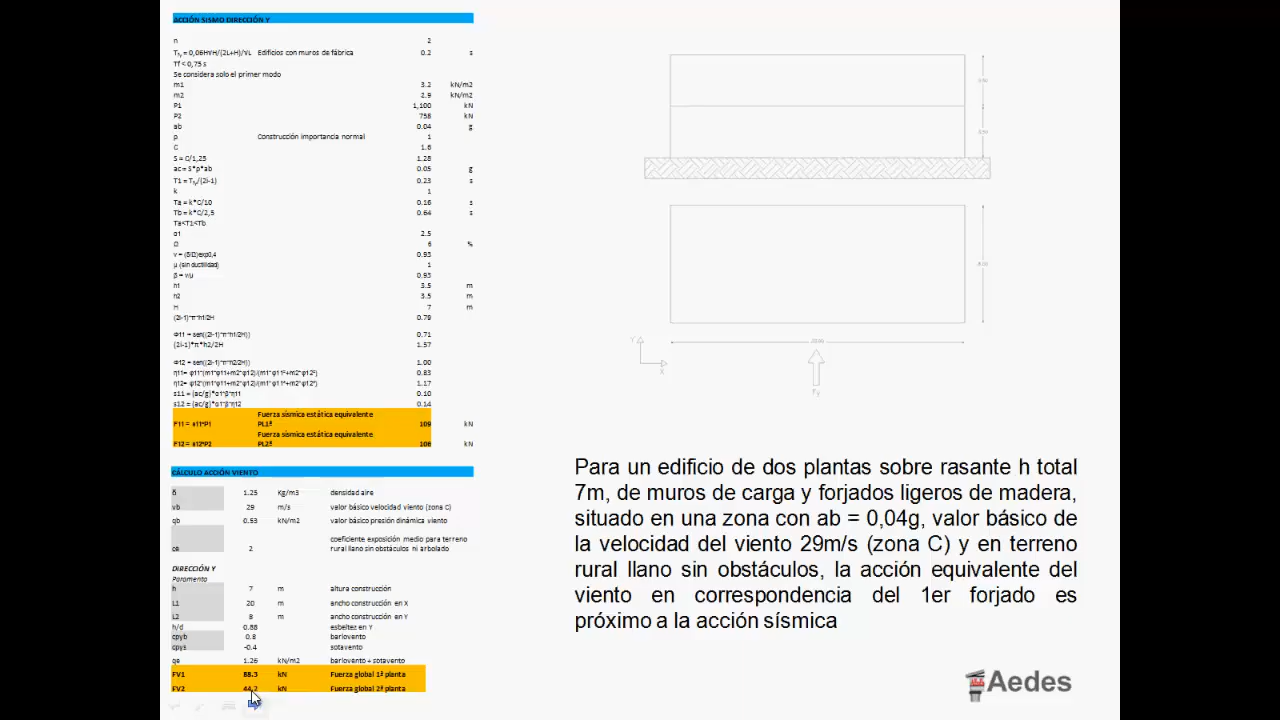 ACCIÓN SISMO DIRECCIÓN Y
n 2
Edificios con muros de fábrica 0.2 s
Tf < 0,75 s
Se considera solo el primer modo
m1 3.2 kN/m2
m2 2.9 kN/m2
P1 1,100 kN
P2 758 kN
ab 0.04 g
ρ Construcción importancia normal 1
C 1.6
S = C/1,25 1.28
ac= S*ρ*ab 0.05 g
0.23 s
k 1
Ta = k*C/10 0.16 s
Tb = k*C/2,5 0.64 s
Ta<T1<Tb
α1 2.5
Ω 6 %
0.93
μ (sin ductilidad) 1
0.93
h1 3.5 m
h2 3.5 m
H 7 m
0.79
0.71
(2i-1)*π*h2/2H 1.57
1.00
0.83
1.17
0.10
0.14
Fuerza sísmica estática equivalente
F11 = s11*P1 PL1ª 109 kN
Fuerza sísmica estática equivalente
F12 = s12*P2 PL2ª 106 kN
CÁLCULO ACCIÓN VIENTO
δ 1.25 Kg/m3 densidad aire
vb 29 m/s valor básico velocidad viento (zona C)
qb 0.53 kN/m2 valor básico presión dinámica viento
coeficiente exposición medio para terreno
ce 2 rural llano sin obstáculos ni arbolado
DIRECCIÓN Y
Paramento
h 7 m altura construcción
L1 20 m ancho construcción en X
L2 8 m ancho construcción en Y
h/d 0.88 esbeltez en Y
cpyb 0.8 barlovento
cpys -0.4 sotavento
qe 1.26 kN/m2 barlovento + sotavento
FV1 88.3 kN Fuerza global 1ª planta
FV2 44.2 kN Fuerza global 2ª planta
Y
X
Para un edificio de dos plantas sobre rasante h total
7m, de muros de carga y forjados ligeros de madera,
situado en una zona con ab = 0,04g, valor básico de
la velocidad del viento 29m/s (zona C) y en terreno
rural llano sin obstáculos, la acción equivalente del
viento en correspondencia del 1er forjado es
próximo a la acción sísmica
Aedes